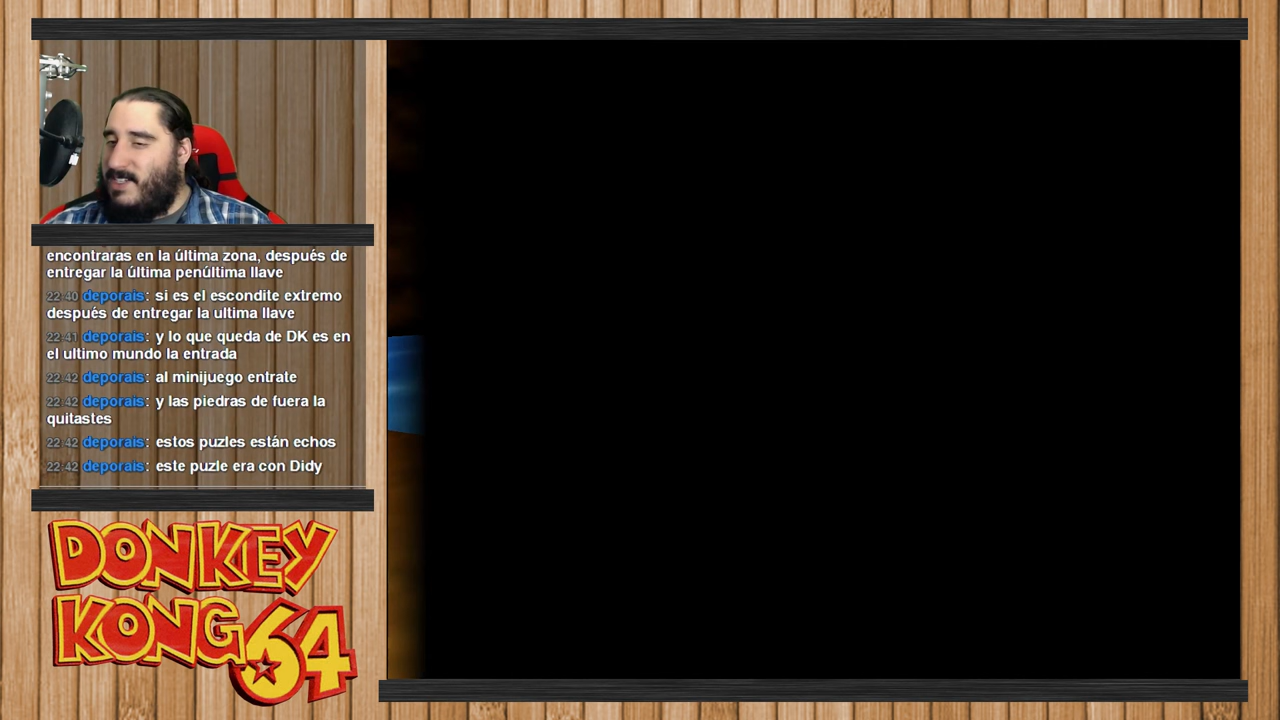 encontraras en la última zona, después de
entregar la última penúltima llave
22:40 deporais: si es el escondite extremo
después de entregar la ultima llave
22:41 deporais: y lo que queda de DK es en
el ultimo mundo la entrada
22:42 deporais: al minijuego entrate
22:42 deporais: y las piedras de fuera la
quitastes
22:42 deporais: estos puzles están echos
22:42 deporais: este puzle era con Didy
DONKEY
KONG 64